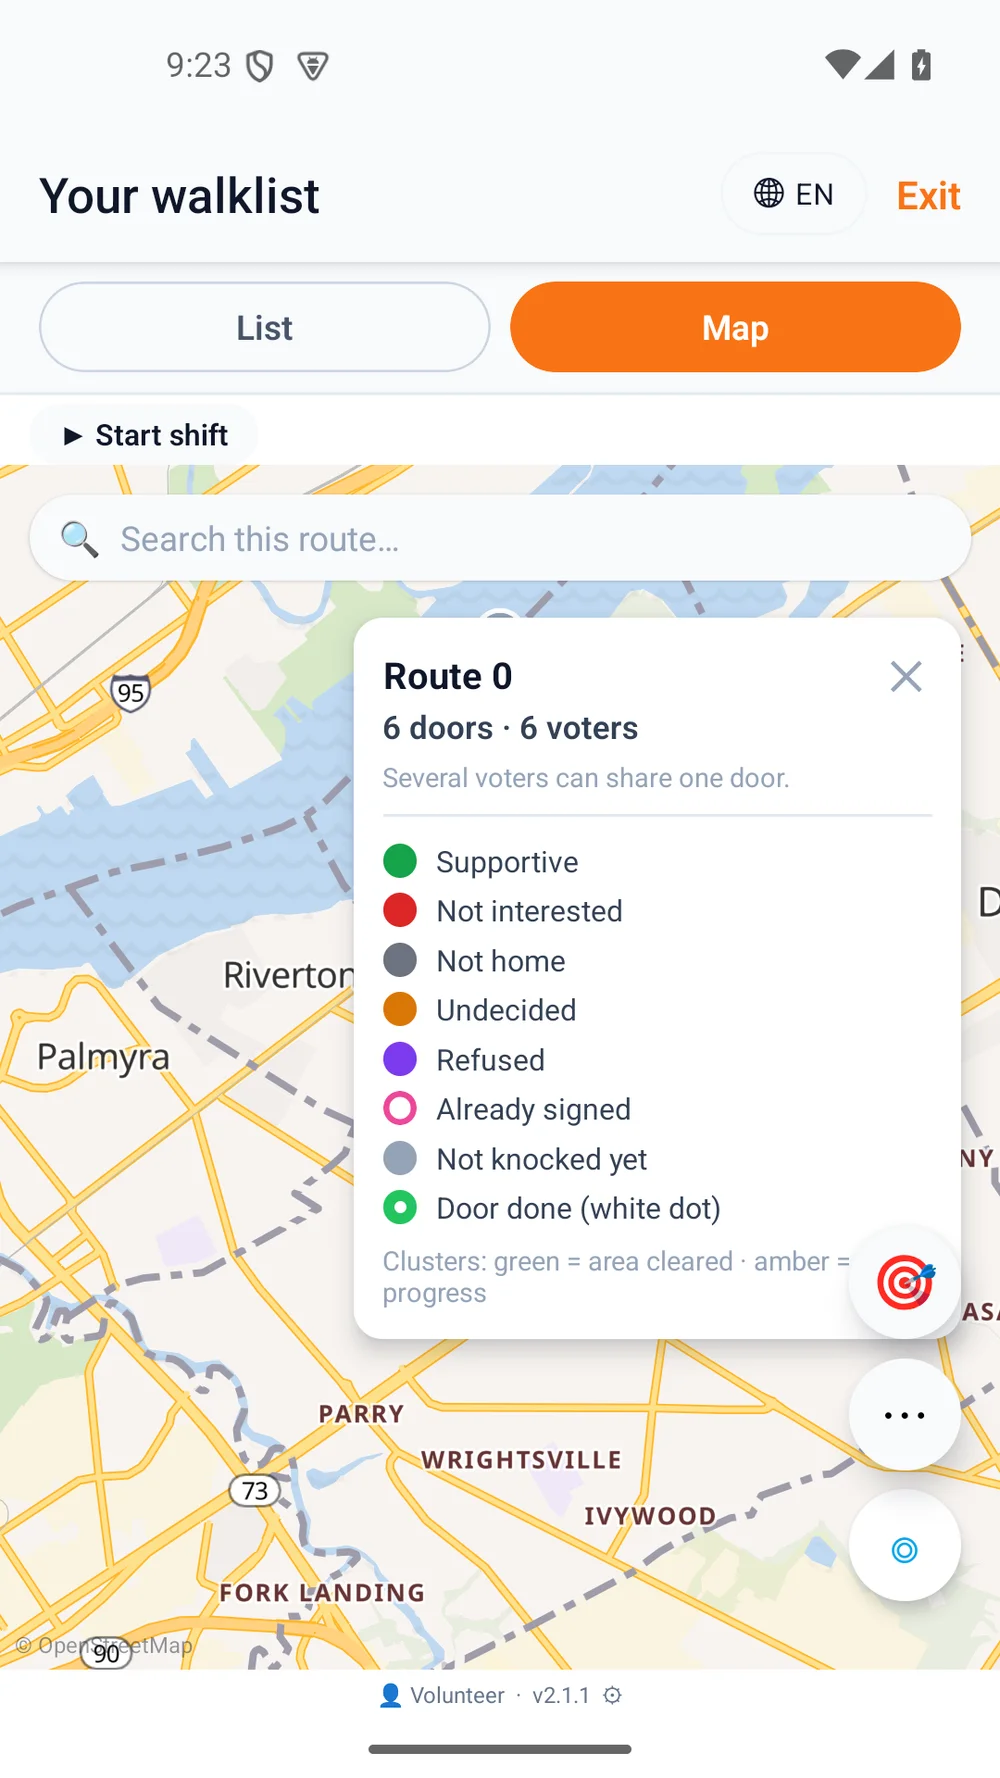 9:23
Your walklist
EN
Exit
List
Map
▶ Start shift
Search this route...
95
Route 0
6 doors · 6 voters
Several voters can share one door.
Supportive
Not interested
Not home
Undecided
Refused
Already signed
Not knocked yet
Door done (white dot)
Clusters: green = area cleared · amber =
progress
Riverton
Palmyra
D
NY
ASA
PARRY
WRIGHTSVILLE
73
IVYWOOD
FORK LANDING
© OpenStreetMap
90
Volunteer · v2.1.1